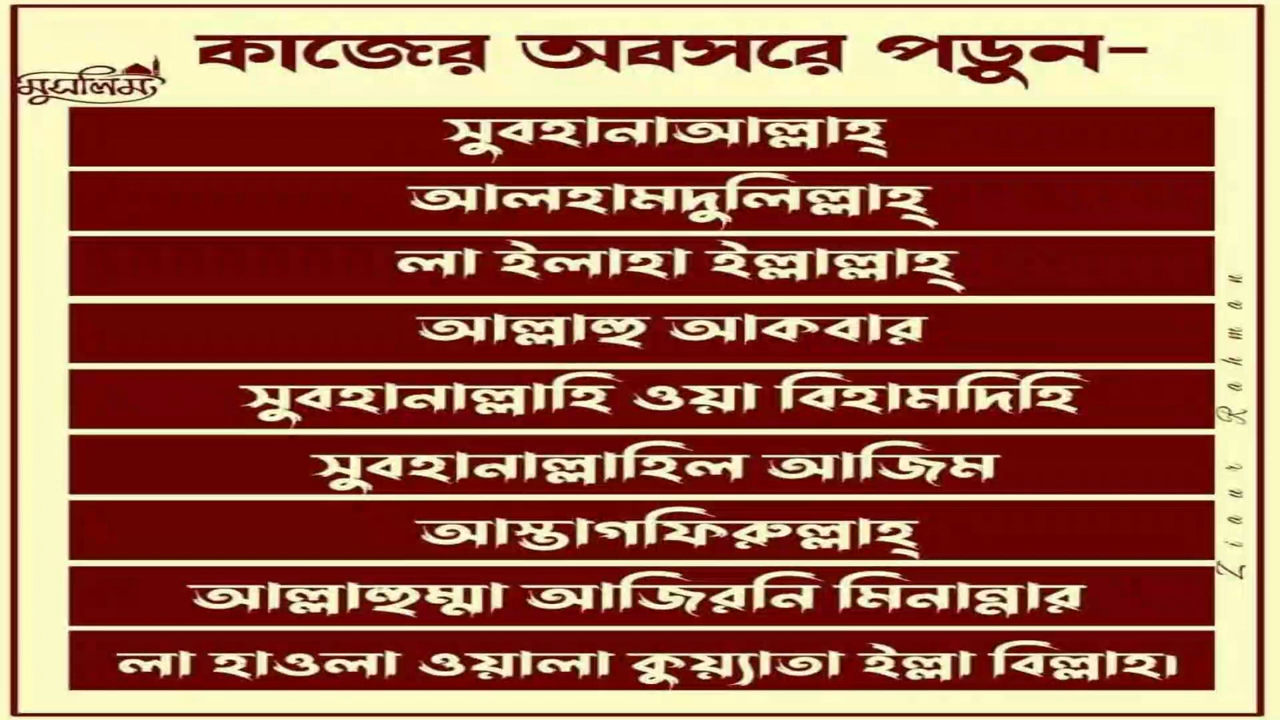 কাজের অবসরে পড়ুন-
মুসলিম
সুবহানাআল্লাহ্
আলহামদুলিল্লাহ্
লা ইলাহা ইল্লাল্লাহ্
আল্লাহু আকবার
সুবহানাল্লাহি ওয়া বিহামদিহি
সুবহানাল্লাহিল আজিম
আস্তাগফিরুল্লাহ্
আল্লাহুম্মা আজিরনি মিনান্নার
লা হাওলা ওয়ালা কুয়্যাতা ইল্লা বিল্লাহ।
Ziaur Rahman